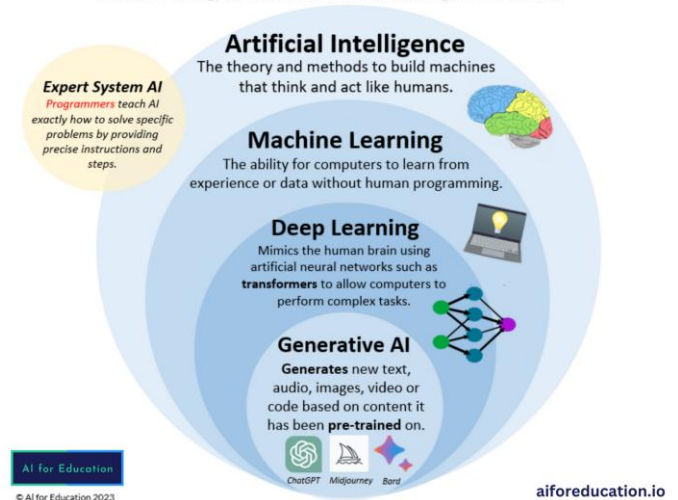 Artificial Intelligence
The theory and methods to build machines
that think and act like humans.
Expert System AI
Programmers teach AI
exactly how to solve specific
problems by providing
precise instructions and
steps.
Machine Learning
The ability for computers to learn from
experience or data without human programming.
Deep Learning
Mimics the human brain using
artificial neural networks such as
transformers to allow computers to
perform complex tasks.
Generative AI
Generates new text,
audio, images, video or
code based on content it
has been pre-trained on.
ChatGPT Midjourney Bard
AI for Education
© AI for Education 2023
aiforeducation.io